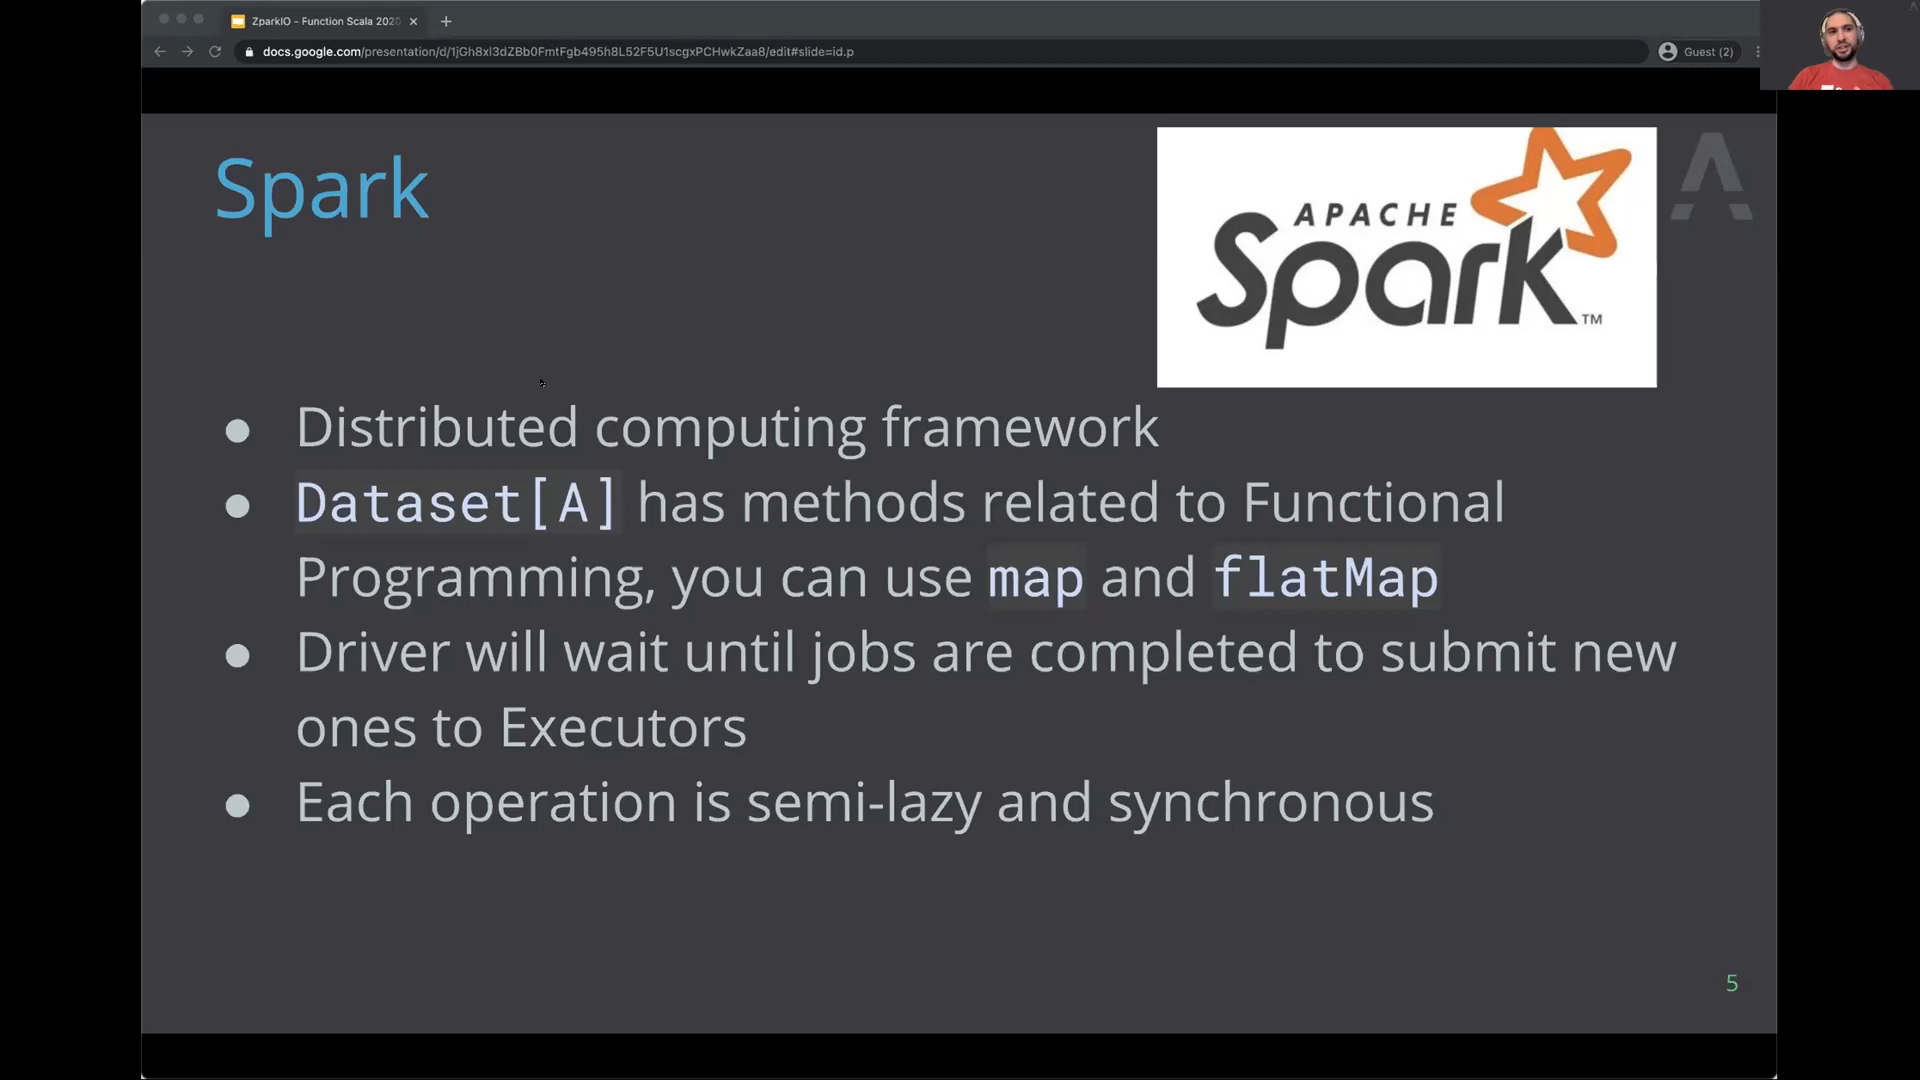 ZparkIO - Function Scala 2020
docs.google.com/presentation/d/1jGh8xl3dZBb0FmtFgb495h8L52F5U1scgxPCHwkZaa8/edit#slide=id.p
Guest (2)
Spark
APACHE
Spark™
● Distributed computing framework
● Dataset[A] has methods related to Functional
Programming, you can use map and flatMap
● Driver will wait until jobs are completed to submit new
ones to Executors
● Each operation is semi-lazy and synchronous
5